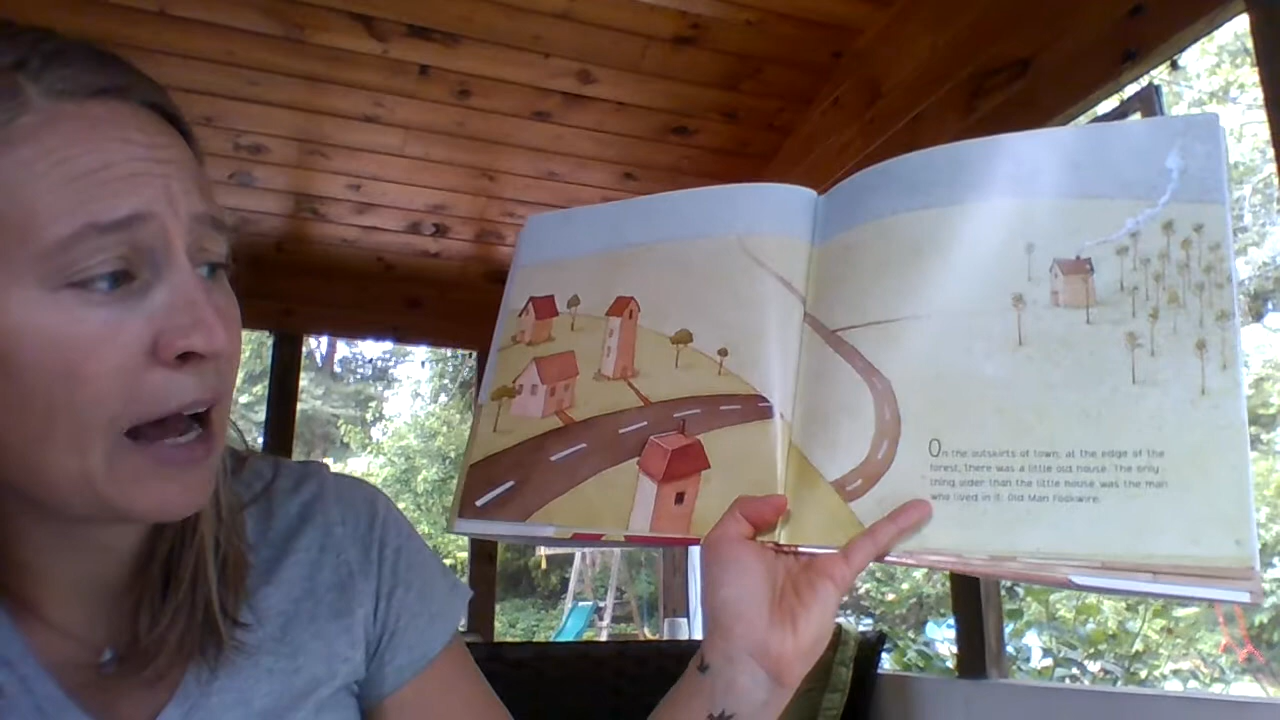 On the outskirts of town, at the edge of the
forest, there was a little old house. The only
thing older than the little house was the man
who lived in it: Old Man Fookwire.